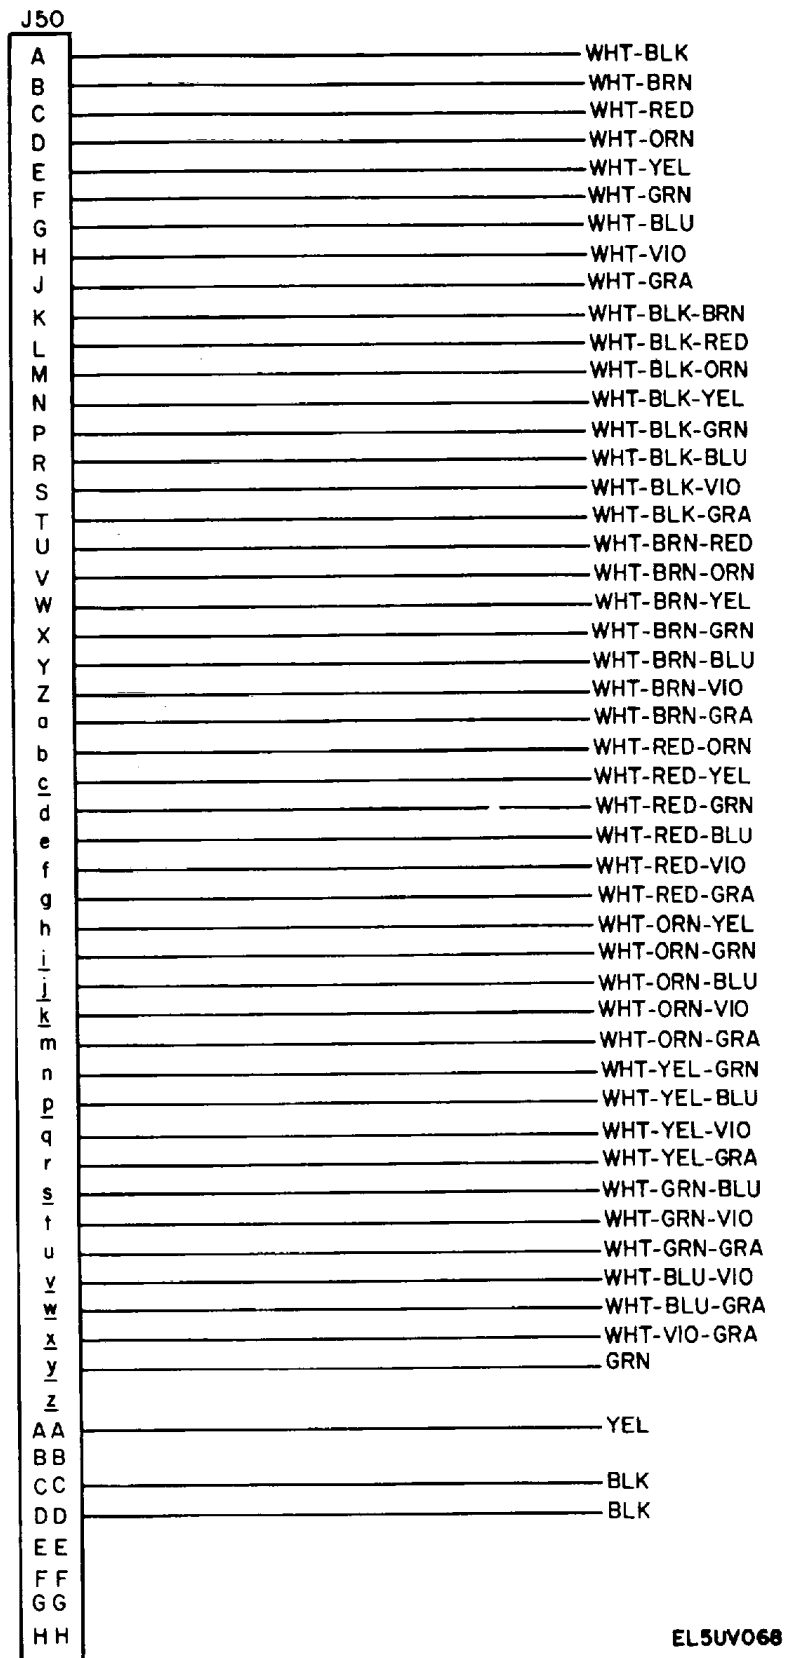 J50
A WHT-BLK
B WHT-BRN
C WHT-RED
D WHT-ORN
E WHT-YEL
F WHT-GRN
G WHT-BLU
H WHT-VIO
J WHT-GRA
K WHT-BLK-BRN
L WHT-BLK-RED
M WHT-BLK-ORN
N WHT-BLK-YEL
P WHT-BLK-GRN
R WHT-BLK-BLU
S WHT-BLK-VIO
T WHT-BLK-GRA
U WHT-BRN-RED
V WHT-BRN-ORN
W WHT-BRN-YEL
X WHT-BRN-GRN
Y WHT-BRN-BLU
Z WHT-BRN-VIO
a WHT-BRN-GRA
b WHT-RED-ORN
c WHT-RED-YEL
d WHT-RED-GRN
e WHT-RED-BLU
f WHT-RED-VIO
g WHT-RED-GRA
h WHT-ORN-YEL
i WHT-ORN-GRN
j WHT-ORN-BLU
k WHT-ORN-VIO
m WHT-ORN-GRA
n WHT-YEL-GRN
p WHT-YEL-BLU
q WHT-YEL-VIO
r WHT-YEL-GRA
s WHT-GRN-BLU
t WHT-GRN-VIO
u WHT-GRN-GRA
v WHT-BLU-VIO
w WHT-BLU-GRA
x WHT-VIO-GRA
y GRN
z
AA YEL
BB
CC BLK
DD BLK
EE
FF
GG
HH
EL5UV068